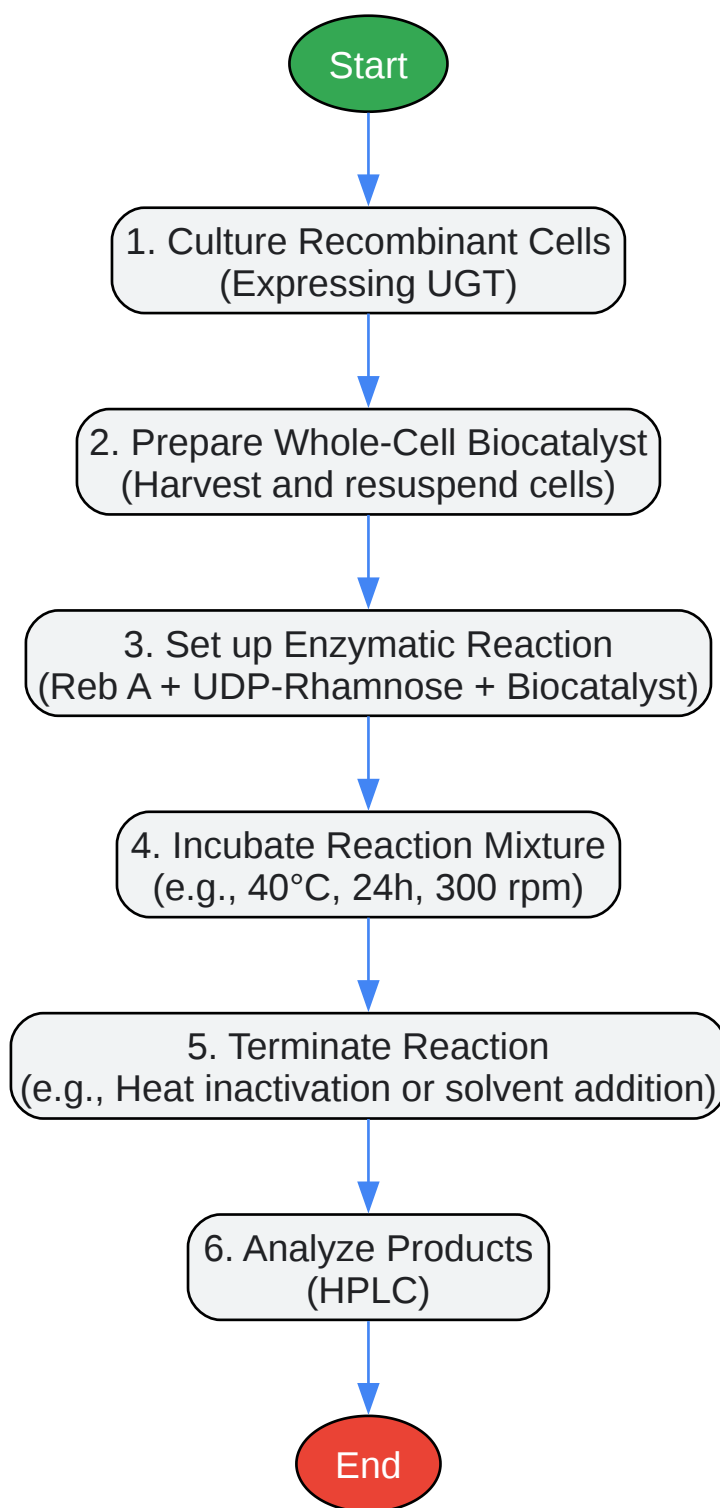 Start
1. Culture Recombinant Cells
(Expressing UGT)
2. Prepare Whole-Cell Biocatalyst
(Harvest and resuspend cells)
3. Set up Enzymatic Reaction
(Reb A + UDP-Rhamnose + Biocatalyst)
4. Incubate Reaction Mixture
(e.g., 40°C, 24h, 300 rpm)
5. Terminate Reaction
(e.g., Heat inactivation or solvent addition)
6. Analyze Products
(HPLC)
End